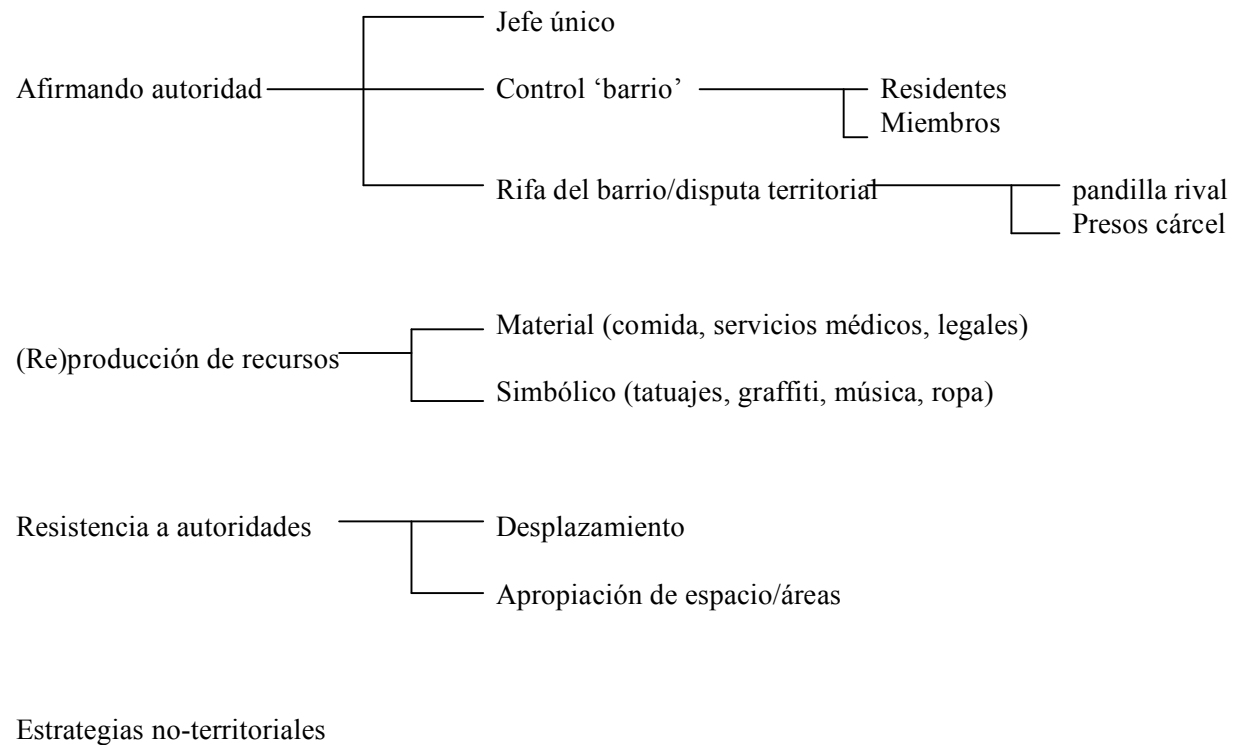 Jefe único
Afirmando autoridad
Control ‘barrio’
Residentes
Miembros
Rifa del barrio/disputa territorial
pandilla rival
Presos cárcel
(Re)producción de recursos
Material (comida, servicios médicos, legales)
Simbólico (tatuajes, graffiti, música, ropa)
Resistencia a autoridades
Desplazamiento
Apropiación de espacio/áreas
Estrategias no-territoriales